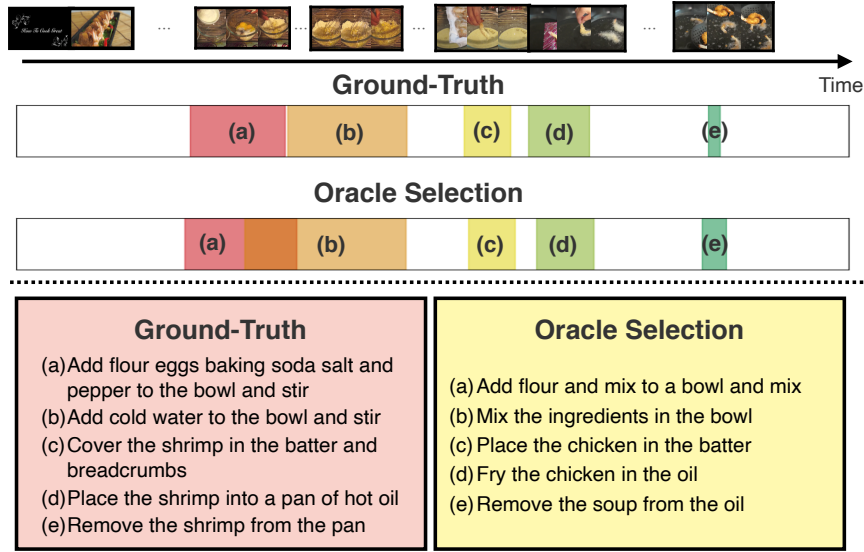 How To Cook Great
... ... ... ...
Time
Ground-Truth
(a) (b) (c) (d) (e)
Oracle Selection
(a) (b) (c) (d) (e)
Ground-Truth
(a) Add flour eggs baking soda salt and
pepper to the bowl and stir
(b) Add cold water to the bowl and stir
(c) Cover the shrimp in the batter and
breadcrumbs
(d) Place the shrimp into a pan of hot oil
(e) Remove the shrimp from the pan
Oracle Selection
(a) Add flour and mix to a bowl and mix
(b) Mix the ingredients in the bowl
(c) Place the chicken in the batter
(d) Fry the chicken in the oil
(e) Remove the soup from the oil